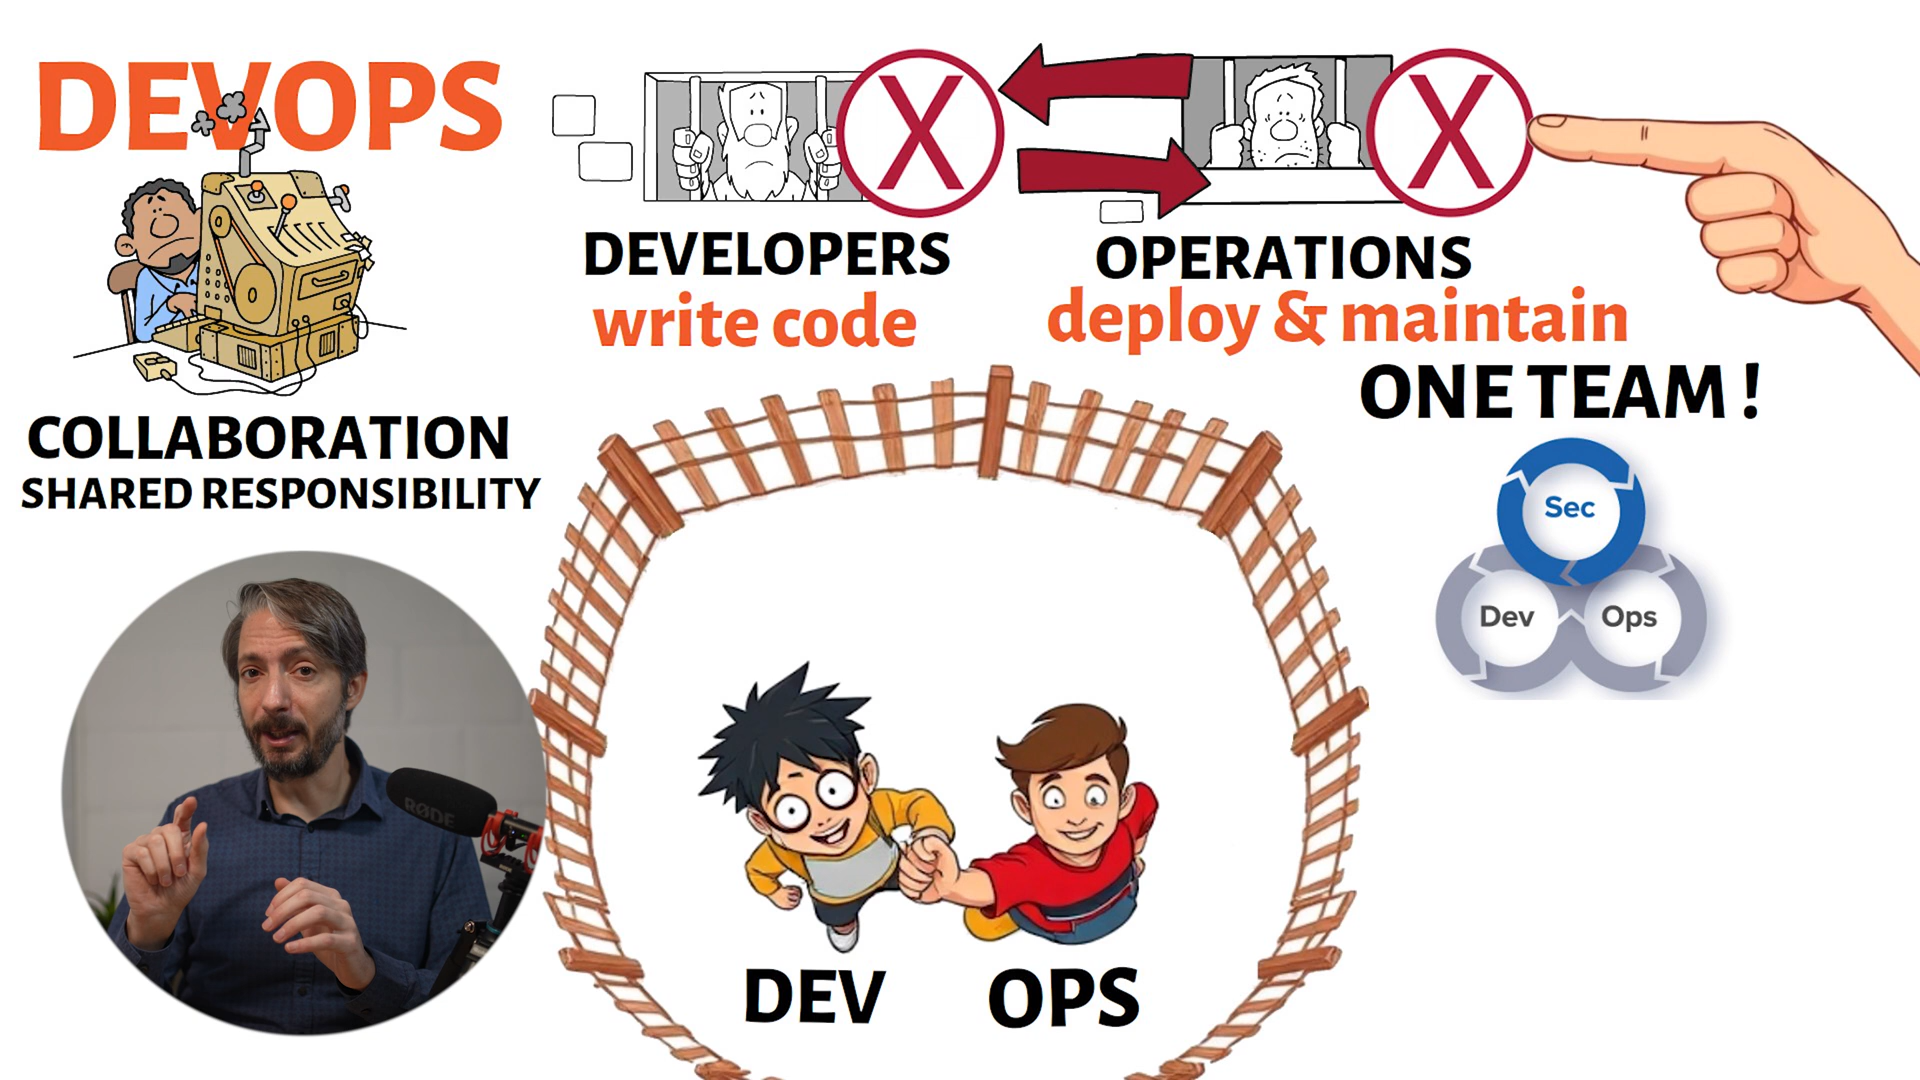 DEVOPS
COLLABORATION
SHARED RESPONSIBILITY
X
X
DEVELOPERS
write code
OPERATIONS
deploy & maintain
ONE TEAM !
Sec
Dev
Ops
RØDE
DEV
OPS